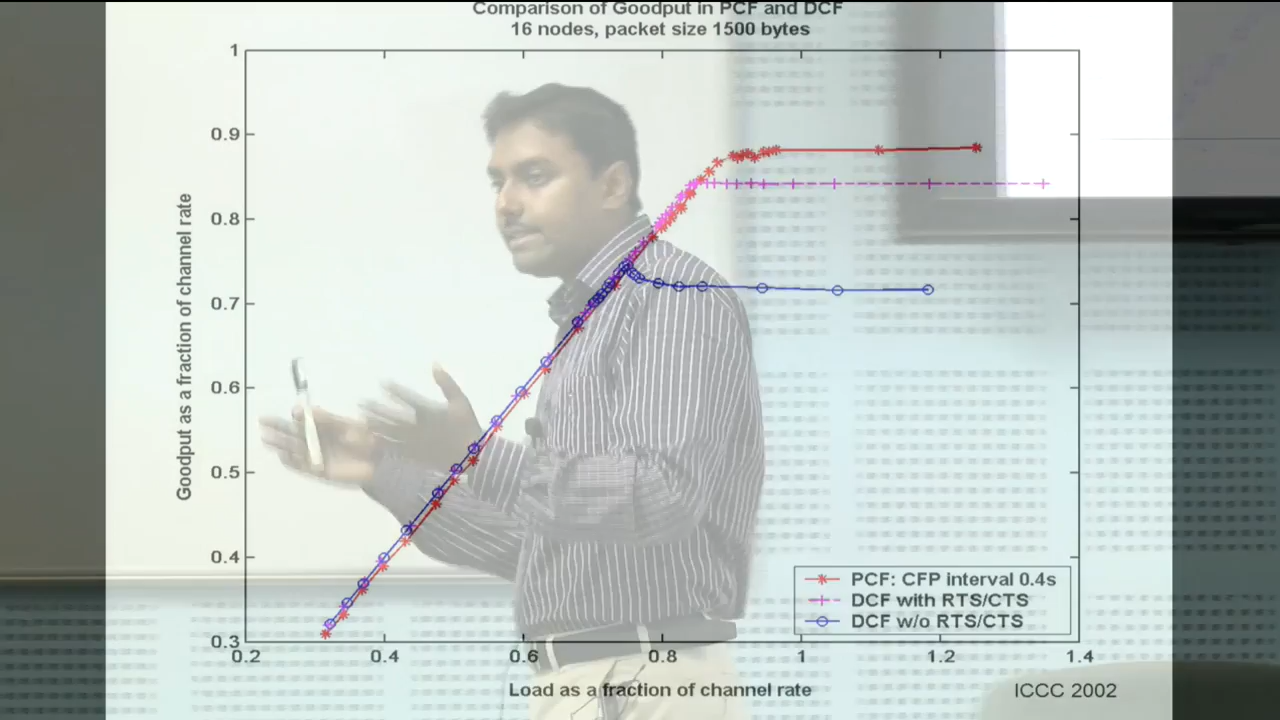 Comparison of Goodput in PCF and DCF
16 nodes, packet size 1500 bytes
1
0.9
0.8
0.7
0.6
0.5
0.4
0.3
0.2
0.4
0.6
0.8
1
1.2
1.4
Goodput as a fraction of channel rate
PCF: CFP interval 0.4s
DCF with RTS/CTS
DCF w/o RTS/CTS
Load as a fraction of channel rate
ICCC 2002